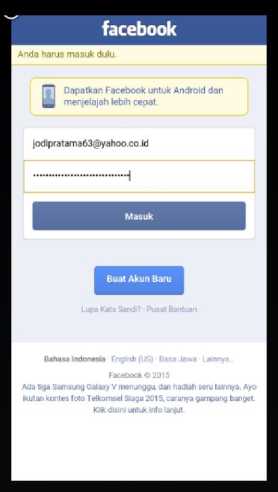 facebook
Anda harus masuk dulu.
Dapatkan Facebook untuk Android dan
menjelajah lebih cepat.
jodipratama63@yahoo.co.id
Masuk
Buat Akun Baru
Lupa Kata Sandi? · Pusat Bantuan
Bahasa Indonesia · English (US) · Basa Jawa · Lainnya...
Facebook © 2015
Ada tiga Samsung Galaxy V menunggu, dan hadiah seru lainnya. Ayo
ikutan kontes foto Telkomsel Siaga 2015, caranya gampang banget.
Klik disini untuk info lanjut.